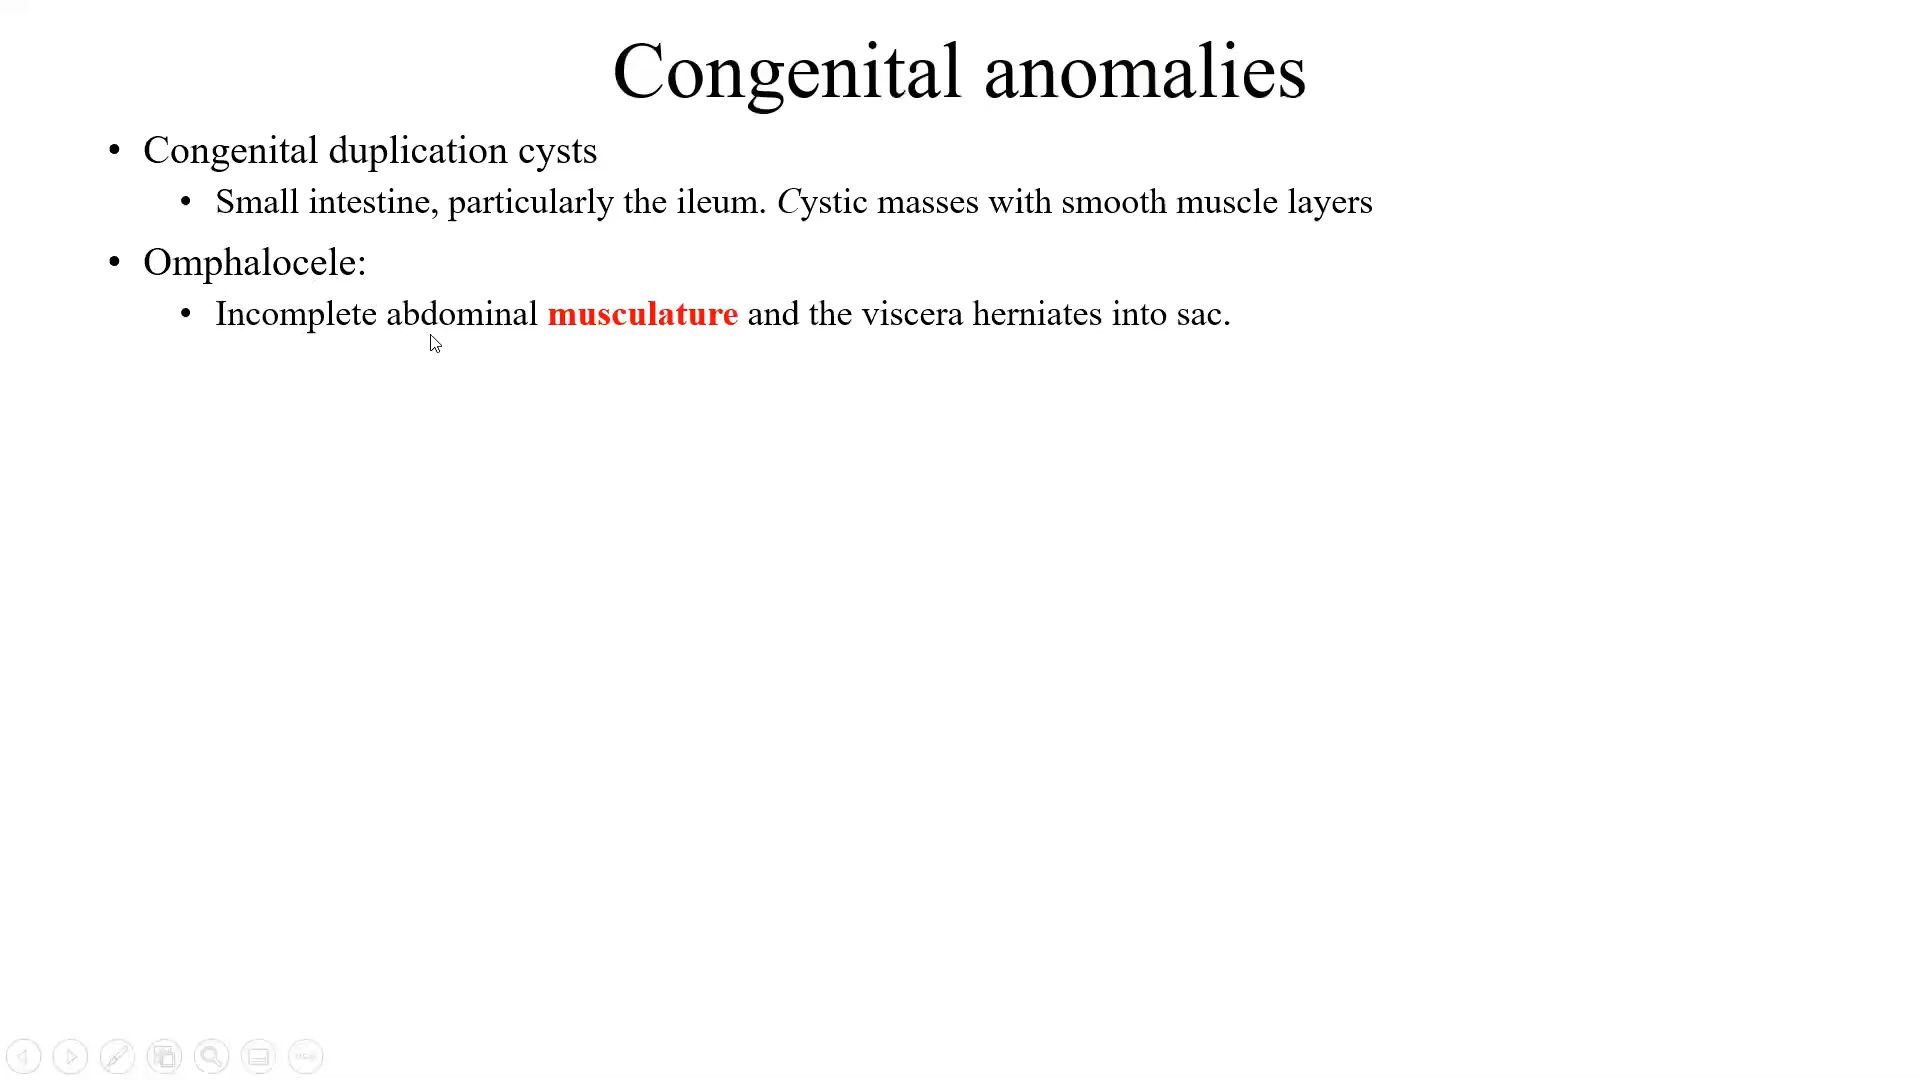 Congenital anomalies
• Congenital duplication cysts
• Small intestine, particularly the ileum. Cystic masses with smooth muscle layers
• Omphalocele:
• Incomplete abdominal musculature and the viscera herniates into sac.